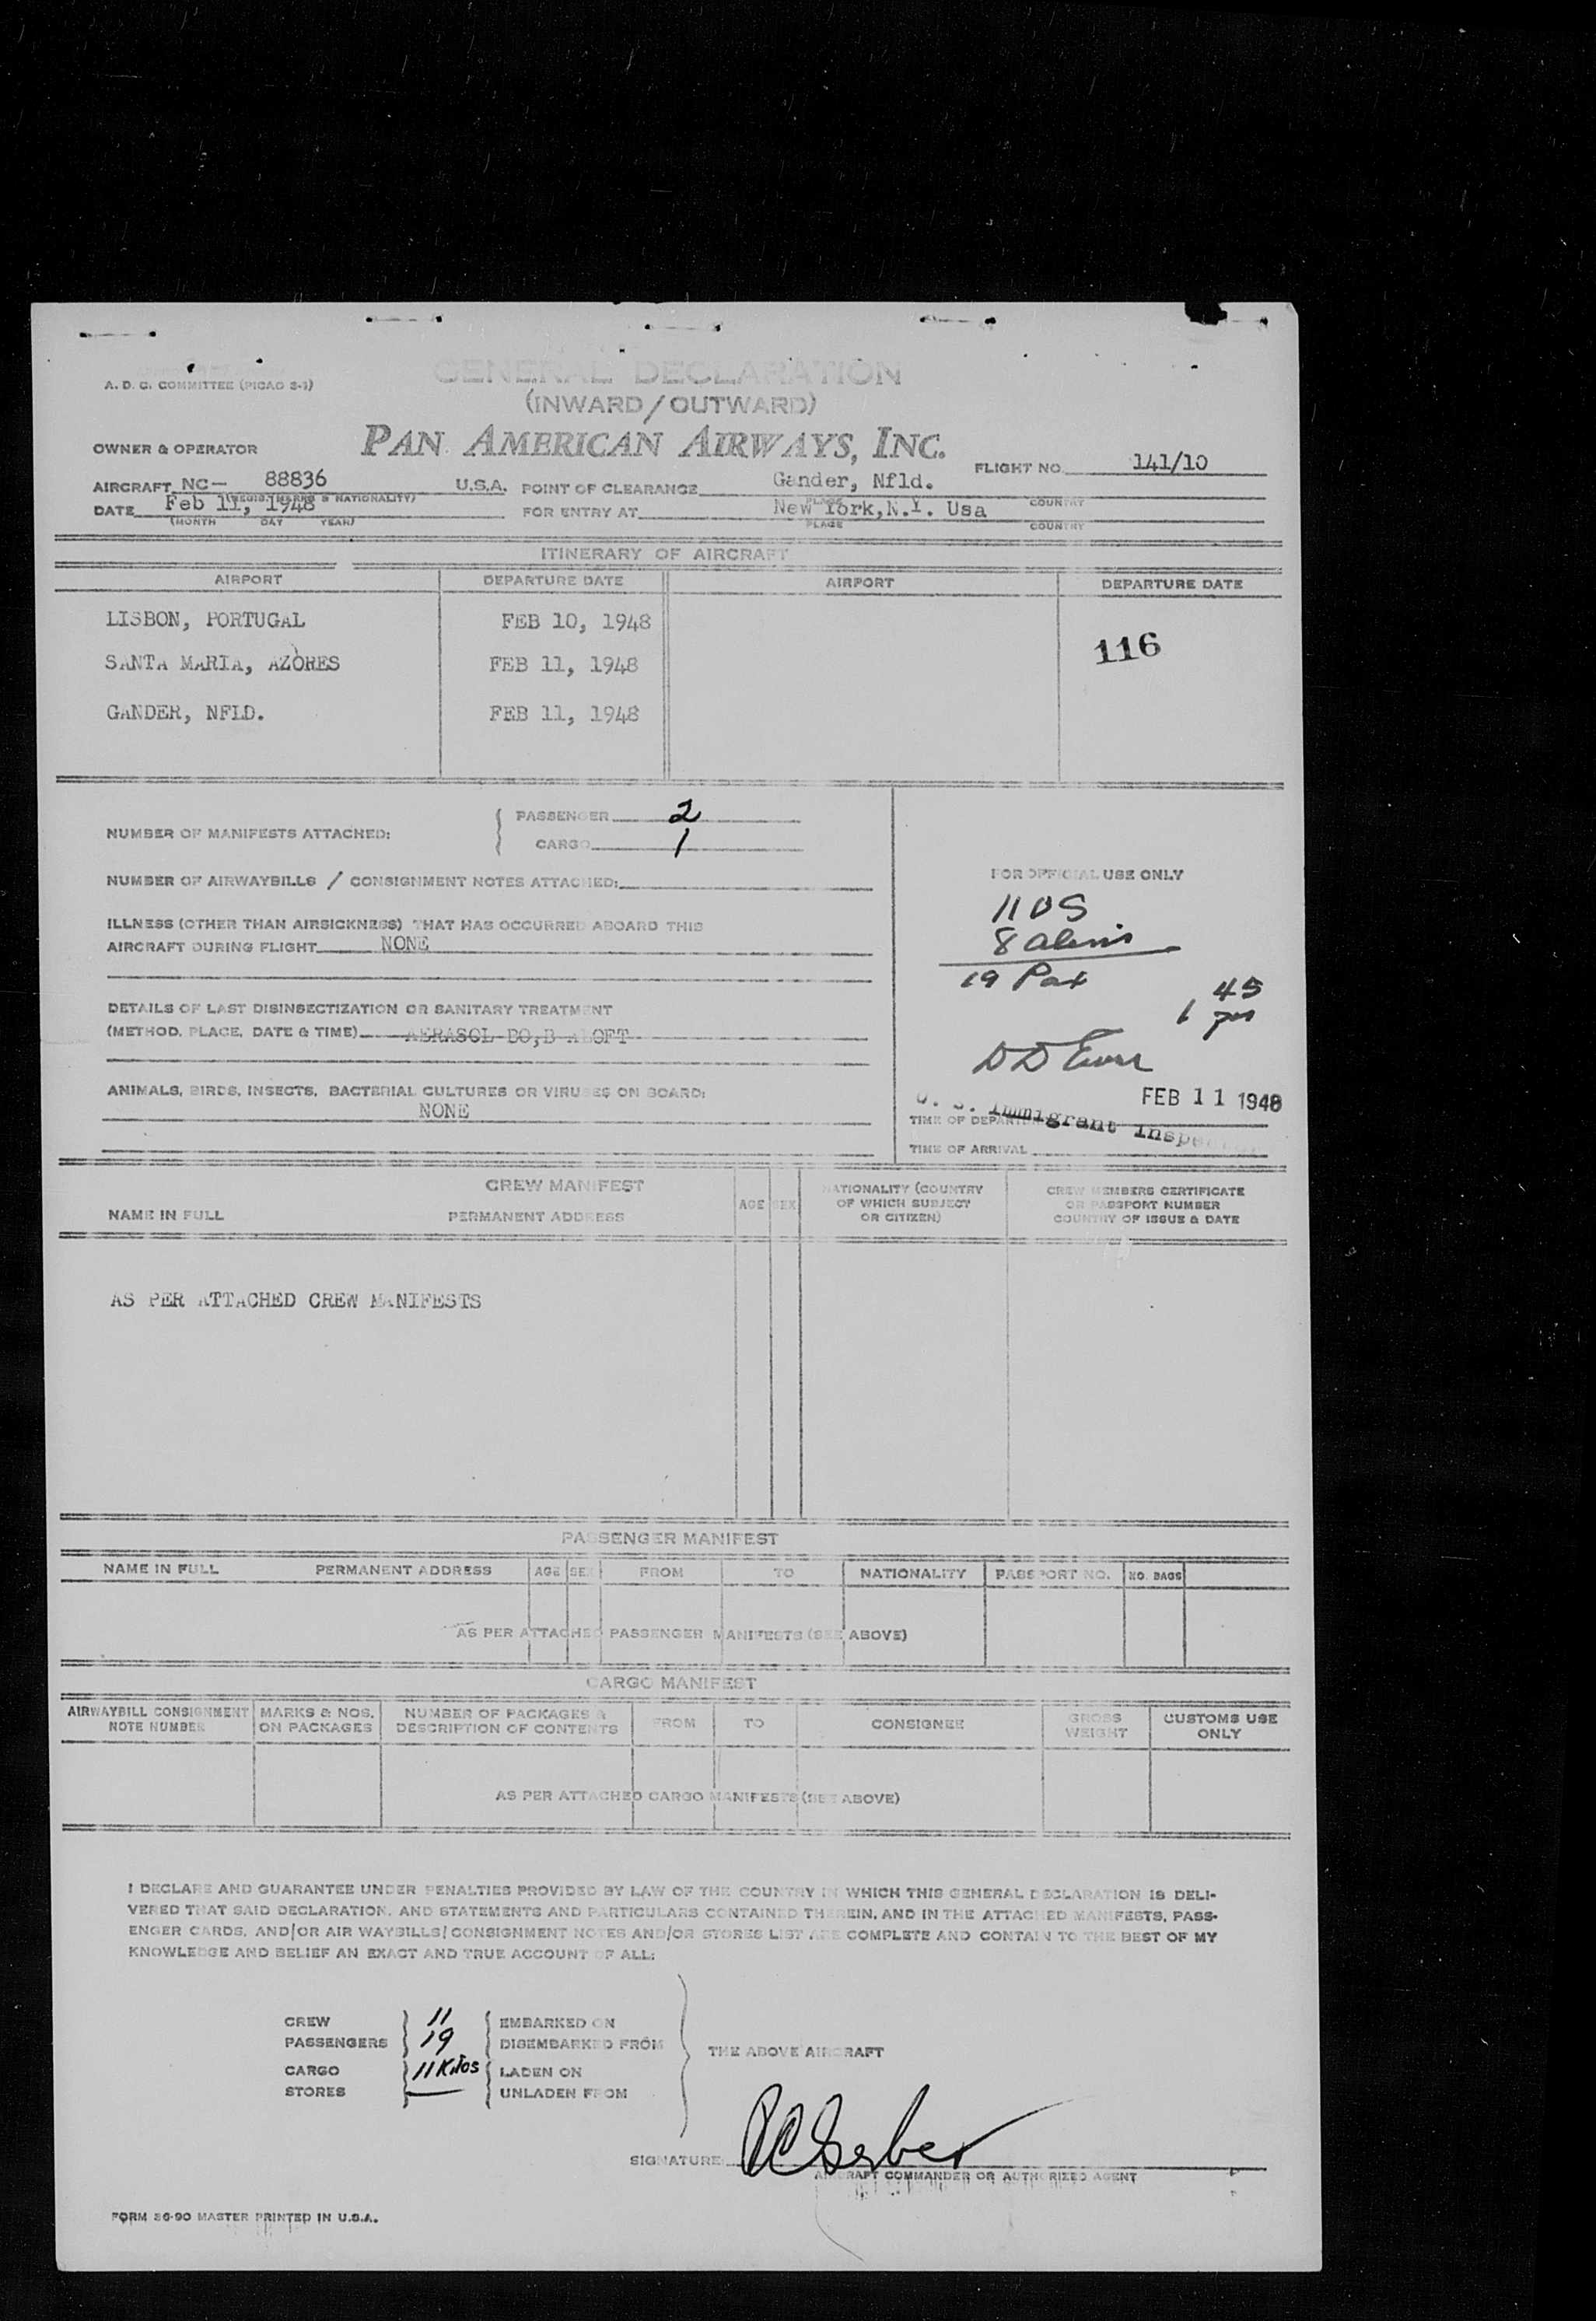 GENERAL DECLARATION
A. D. C. COMMITTEE (PICAO 2-1)
(INWARD/OUTWARD)
OWNER & OPERATOR PAN AMERICAN AIRWAYS, INC.
FLIGHT NO. 141/10
AIRCRAFT NC- 88836 U.S.A. POINT OF CLEARANCE Gander, Nfld.
(REGIS. MARKS & NATIONALITY) PLACE COUNTRY
DATE Feb 11, 1948 FOR ENTRY AT New York,N.Y. Usa
(MONTH DAY YEAR) PLACE COUNTRY
ITINERARY OF AIRCRAFT
AIRPORT DEPARTURE DATE AIRPORT DEPARTURE DATE
LISBON, PORTUGAL FEB 10, 1948
116
SANTA MARIA, AZORES FEB 11, 1948
GANDER, NFLD. FEB 11, 1948
NUMBER OF MANIFESTS ATTACHED: PASSENGER 2
CARGO 1
NUMBER OF AIRWAYBILLS / CONSIGNMENT NOTES ATTACHED:
ILLNESS (OTHER THAN AIRSICKNESS) THAT HAS OCCURRED ABOARD THIS
AIRCRAFT DURING FLIGHT NONE
DETAILS OF LAST DISINSECTIZATION OR SANITARY TREATMENT
(METHOD, PLACE, DATE & TIME) AERASOL BO,B ALOFT
ANIMALS, BIRDS, INSECTS, BACTERIAL CULTURES OR VIRUSES ON BOARD:
NONE
FOR OFFICIAL USE ONLY
11 US
8 aliens
19 Pax
1 45 pm
FEB 11 1948
U. S. Immigrant Inspector
TIME OF DEPARTURE
TIME OF ARRIVAL
CREW MANIFEST
NAME IN FULL PERMANENT ADDRESS AGE SEX NATIONALITY (COUNTRY OF WHICH SUBJECT OR CITIZEN) CREW MEMBERS CERTIFICATE OR PASSPORT NUMBER COUNTRY OF ISSUE & DATE
AS PER ATTACHED CREW MANIFESTS
PASSENGER MANIFEST
NAME IN FULL PERMANENT ADDRESS AGE SEX FROM TO NATIONALITY PASSPORT NO. NO. BAGS
AS PER ATTACHED PASSENGER MANIFESTS (SEE ABOVE)
CARGO MANIFEST
AIRWAYBILL CONSIGNMENT NOTE NUMBER MARKS & NOS. ON PACKAGES NUMBER OF PACKAGES & DESCRIPTION OF CONTENTS FROM TO CONSIGNEE GROSS WEIGHT CUSTOMS USE ONLY
AS PER ATTACHED CARGO MANIFESTS (SEE ABOVE)
I DECLARE AND GUARANTEE UNDER PENALTIES PROVIDED BY LAW OF THE COUNTRY IN WHICH THIS GENERAL DECLARATION IS DELI-
VERED THAT SAID DECLARATION, AND STATEMENTS AND PARTICULARS CONTAINED THEREIN, AND IN THE ATTACHED MANIFESTS, PASS-
ENGER CARDS, AND/OR AIR WAYBILLS/CONSIGNMENT NOTES AND/OR STORES LIST ARE COMPLETE AND CONTAIN TO THE BEST OF MY
KNOWLEDGE AND BELIEF AN EXACT AND TRUE ACCOUNT OF ALL:
CREW 11 EMBARKED ON
PASSENGERS 19 DISEMBARKED FROM
THE ABOVE AIRCRAFT
CARGO 11 Kilos LADEN ON
STORES — UNLADEN FROM
SIGNATURE
AIRCRAFT COMMANDER OR AUTHORIZED AGENT
FORM 36-90 MASTER PRINTED IN U.S.A.